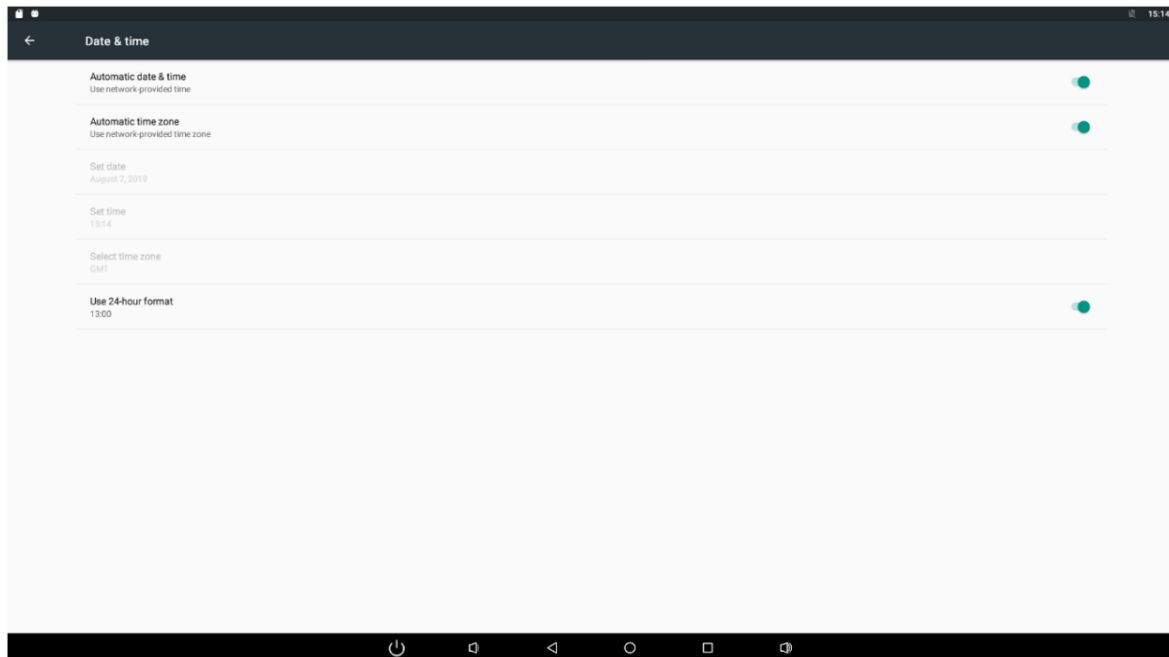 15:14
Date & time
Automatic date & time
Use network-provided time
Automatic time zone
Use network-provided time zone
Set date
August 7, 2019
Set time
15:14
Select time zone
GMT
Use 24-hour format
13:00